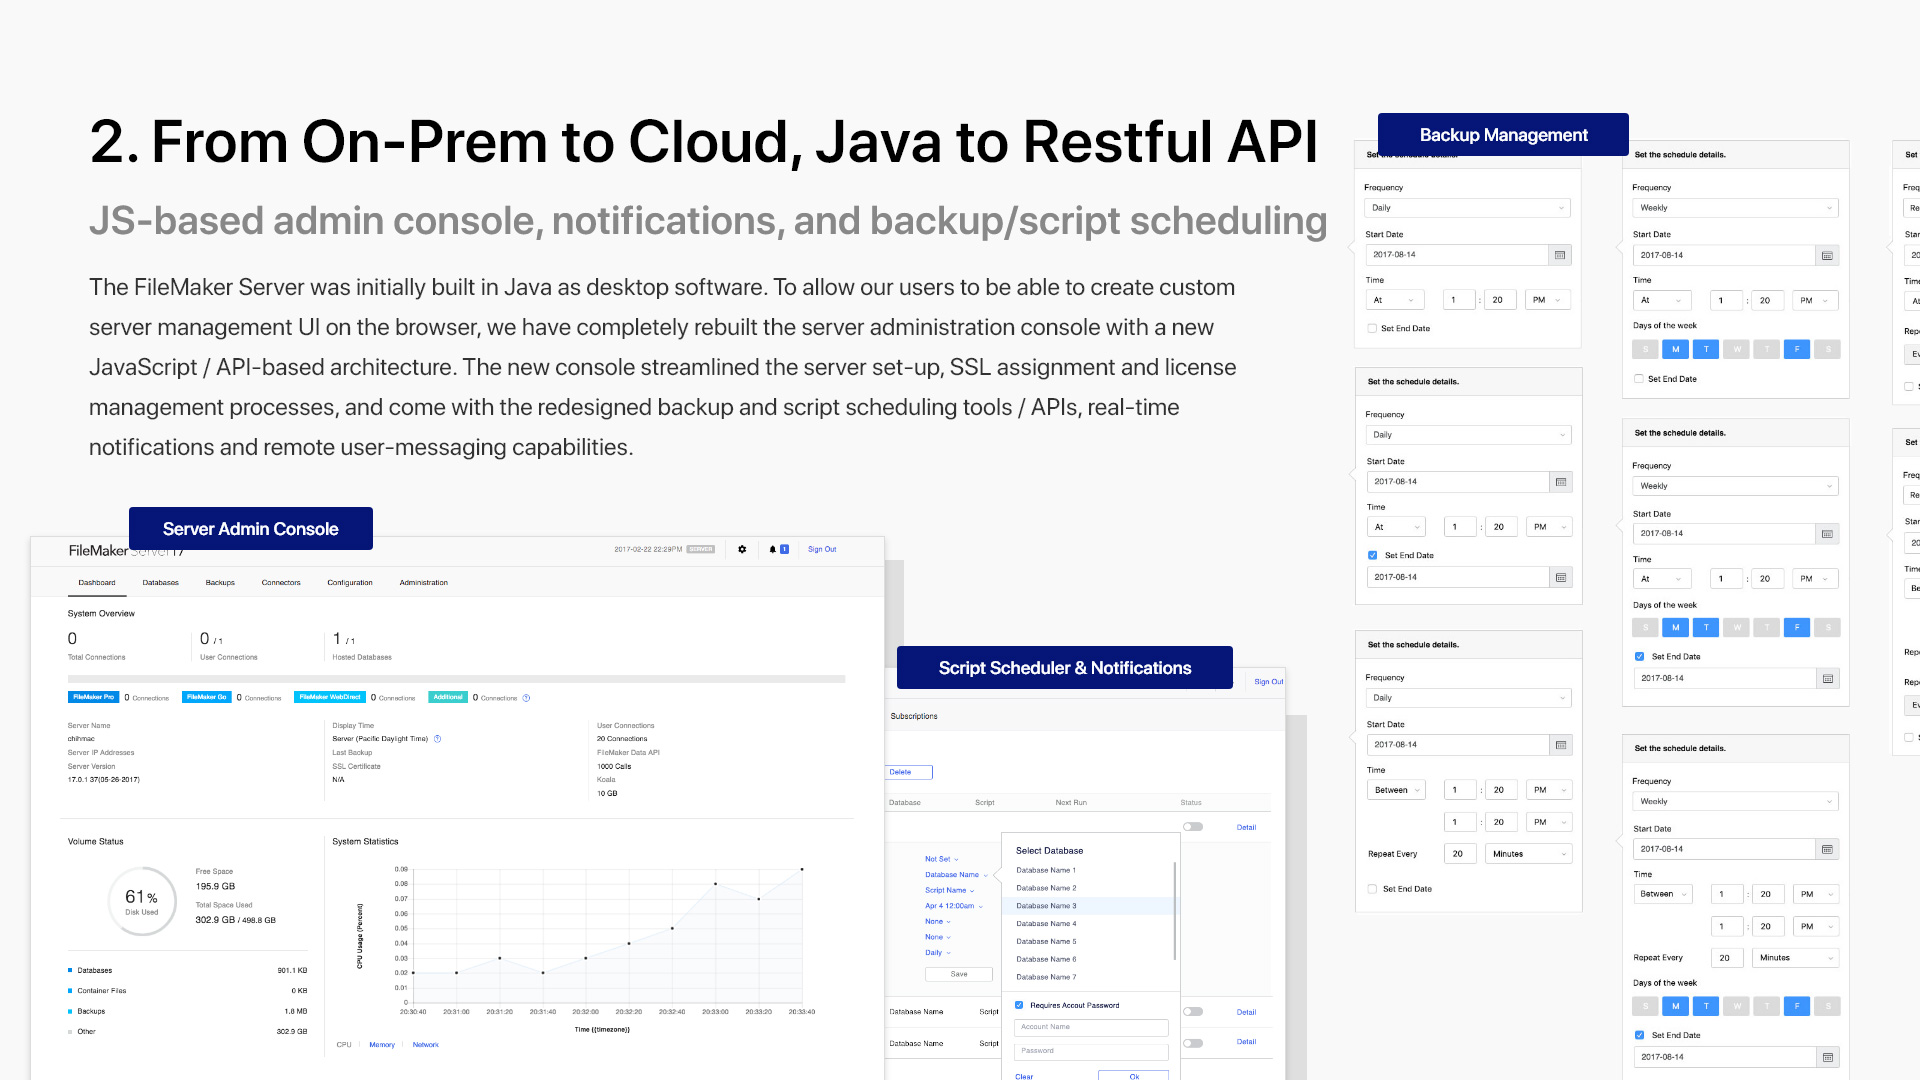 2. From On-Prem to Cloud, Java to Restful API
JS-based admin console, notifications, and backup/script scheduling
The FileMaker Server was initially built in Java as desktop software. To allow our users to be able to create custom
server management UI on the browser, we have completely rebuilt the server administration console with a new
JavaScript / API-based architecture. The new console streamlined the server set-up, SSL assignment and license
management processes, and come with the redesigned backup and script scheduling tools / APIs, real-time
notifications and remote user-messaging capabilities.
Server Admin Console
FileMaker Server 17
2017-02-22 22:29PM SERVER
1
Sign Out
Dashboard Databases Backups Connectors Configuration Administration
System Overview
0 0 / 1 1 / 1
Total Connections User Connections Hosted Databases
FileMaker Pro 0 Connections FileMaker Go 0 Connections FileMaker WebDirect 0 Connections Additional 0 Connections ?
Server Name
chihmac
Server IP Addresses
Server Version
17.0.1 37(05-26-2017)
Display Time
Server (Pacific Daylight Time) ?
Last Backup
SSL Certificate
N/A
User Connections
20 Connections
FileMaker Data API
1000 Calls
Koala
10 GB
Volume Status
61 %
Disk Used
Free Space
195.9 GB
Total Space Used
302.9 GB / 498.8 GB
Databases 901.1 KB
Container Files 0 KB
Backups 1.8 MB
Other 302.9 GB
System Statistics
CPU Usage (Percent)
0.09
0.08
0.07
0.06
0.05
0.04
0.03
0.02
0.01
0
20:30:40 20:31:00 20:31:20 20:31:40 20:32:00 20:32:20 20:32:40 20:33:00 20:33:20 20:33:40
Time {{timezone}}
CPU Memory Network
Script Scheduler & Notifications
Sign Out
Subscriptions
Delete
Database Script Next Run Status
Detail
Not Set
Database Name
Script Name
Apr 4 12:00am
None
None
Daily
Save
Select Database
Database Name 1
Database Name 2
Database Name 3
Database Name 4
Database Name 5
Database Name 6
Database Name 7
Requires Accout Password
Account Name
Password
Clear Ok
Database Name Script Detail
Database Name Script Detail
Backup Management
Set the schedule details.
Frequency
Daily
Start Date
2017-08-14
Time
At 1 : 20 PM
Set End Date
Set the schedule details.
Frequency
Daily
Start Date
2017-08-14
Time
At 1 : 20 PM
Set End Date
2017-08-14
Set the schedule details.
Frequency
Daily
Start Date
2017-08-14
Time
Between 1 : 20 PM
1 : 20 PM
Repeat Every 20 Minutes
Set End Date
Set the schedule details.
Frequency
Weekly
Start Date
2017-08-14
Time
At 1 : 20 PM
Days of the week
S M T W T F S
Set End Date
Set the schedule details.
Frequency
Weekly
Start Date
2017-08-14
Time
At 1 : 20 PM
Days of the week
S M T W T F S
Set End Date
2017-08-14
Set the schedule details.
Frequency
Weekly
Start Date
2017-08-14
Time
Between 1 : 20 PM
1 : 20 PM
Repeat Every 20 Minutes
Days of the week
S M T W T F S
Set End Date
2017-08-14